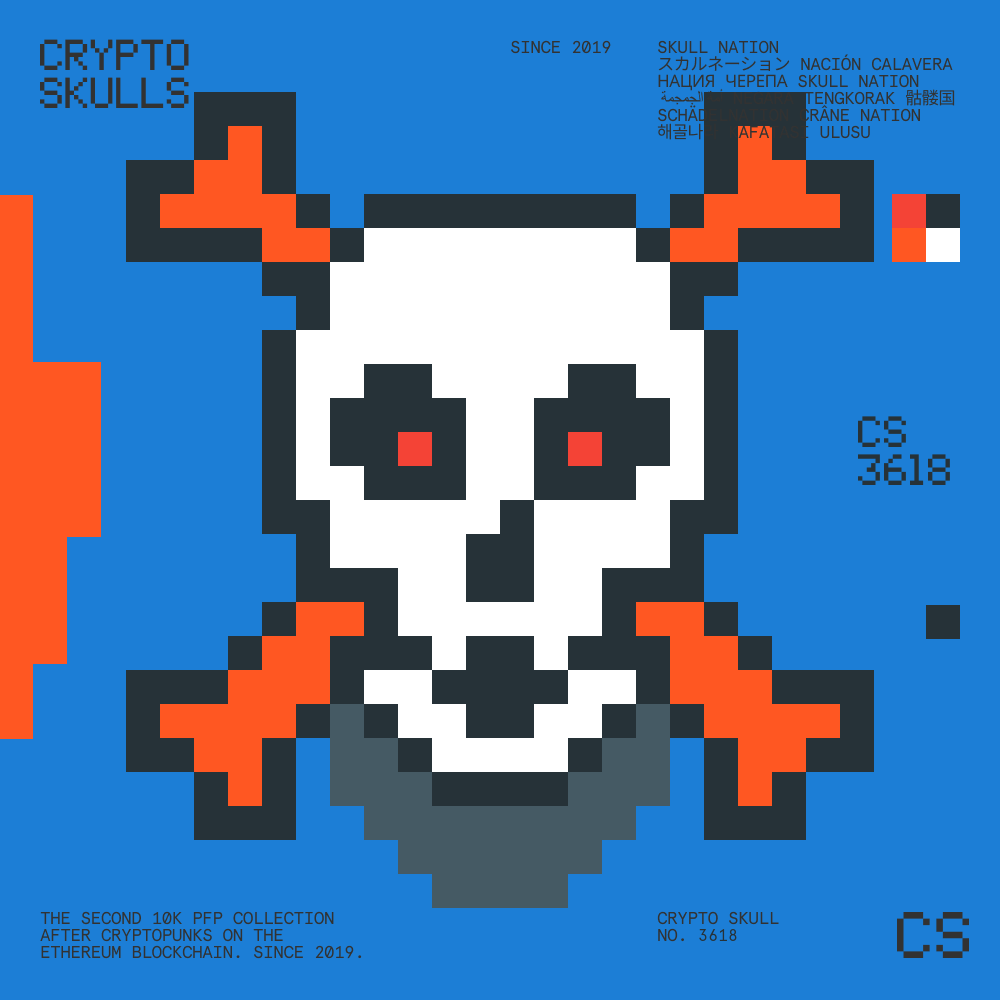 CRYPTO
SKULLS
SINCE 2019
SKULL NATION
スカルネーション NACIÓN CALAVERA
НАЦИЯ ЧЕРЕПА SKULL NATION
TENGKORAK 骷髅国
CRÂNE NATION
해골 ULUSU
CS
3618
THE SECOND 10K PFP COLLECTION
AFTER CRYPTOPUNKS ON THE
ETHEREUM BLOCKCHAIN. SINCE 2019.
CRYPTO SKULL
NO. 3618
CS